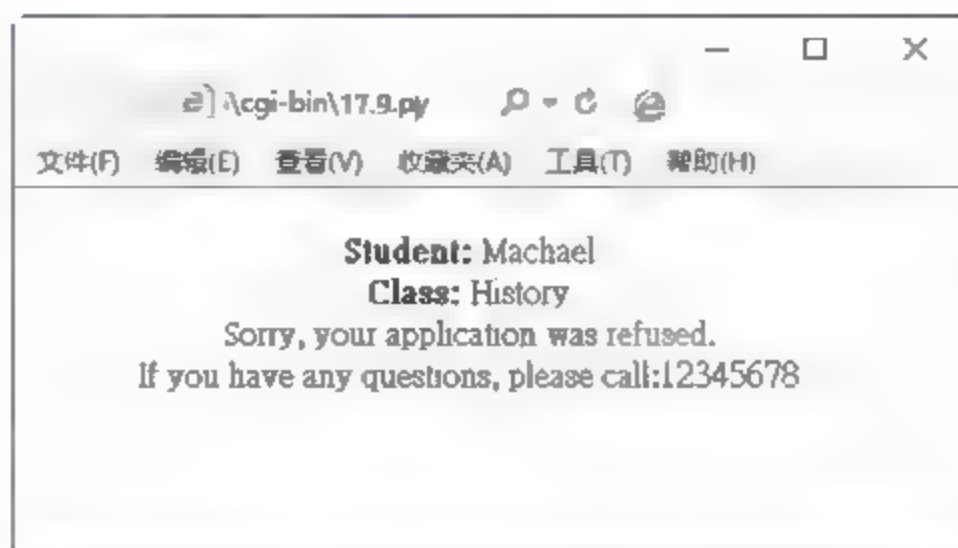 \cgi-bin\17.9.py
文件(F) 编辑(E) 查看(V) 收藏夹(A) 工具(T) 帮助(H)
Student: Machael
Class: History
Sorry, your application was refused.
If you have any questions, please call:12345678